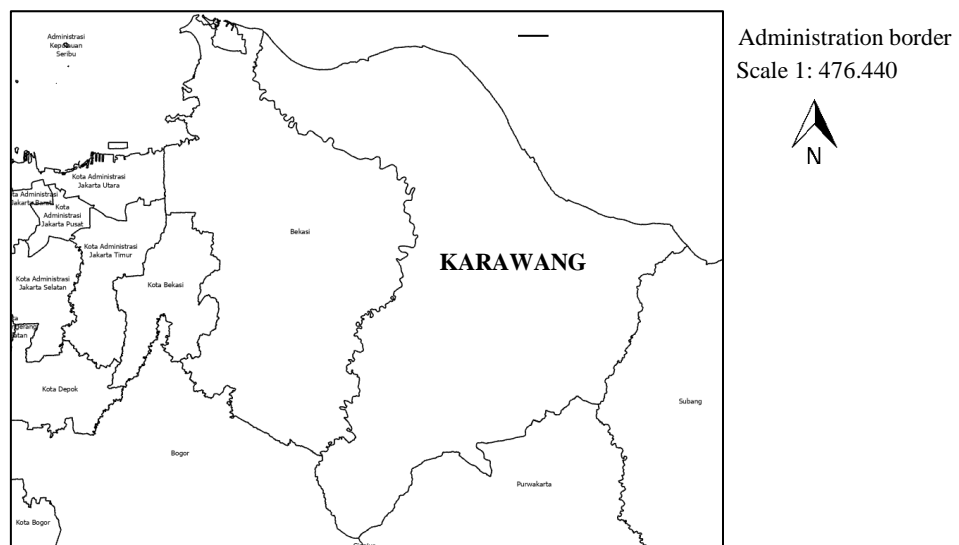 Administrasi
Kepulauan
Seribu
Administration border
Scale 1: 476.440
N
Kota Administrasi
Jakarta Utara
Administrasi
Jakarta
Kota
Administrasi
Jakarta Pusat
Kota Administrasi
Jakarta Timur
Bekasi
KARAWANG
Kota Administrasi
Jakarta Selatan
Kota Bekasi
Kota Depok
Subang
Bogor
Purwakarta
Kota Bogor